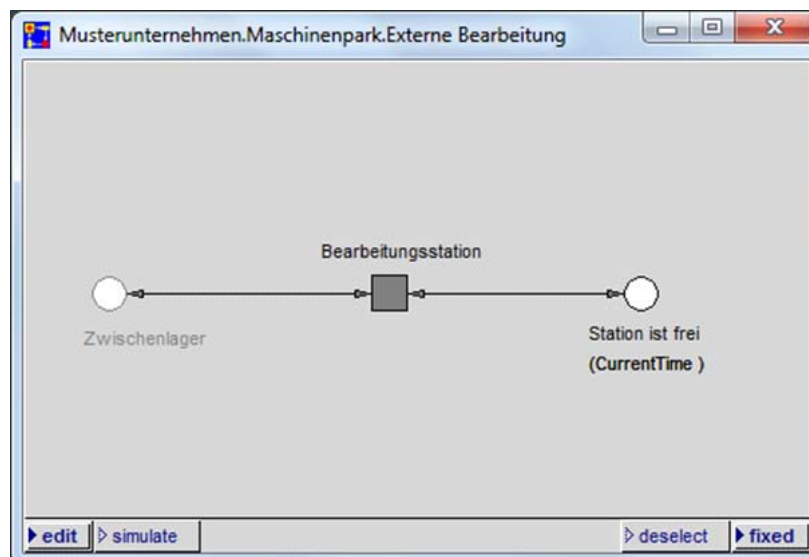 Musterunternehmen.Maschinenpark.Externe Bearbeitung
Bearbeitungsstation
Zwischenlager
Station ist frei
(CurrentTime )
edit simulate deselect fixed